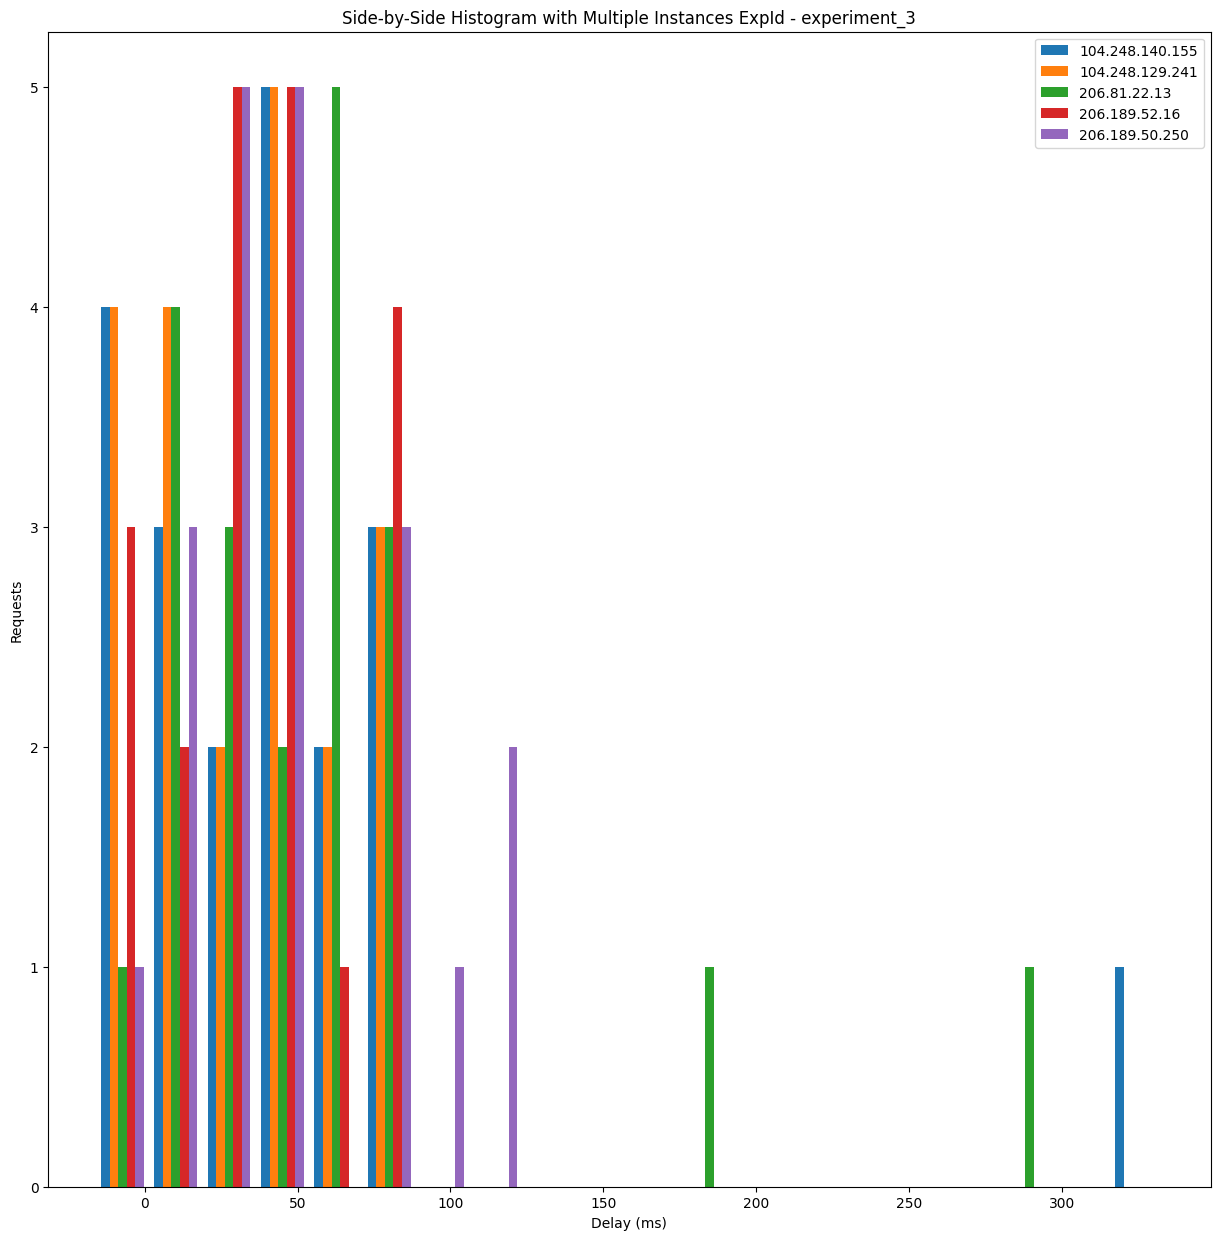 Side-by-Side Histogram with Multiple Instances ExpId - experiment_3
104.248.140.155
104.248.129.241
206.81.22.13
206.189.52.16
206.189.50.250
5
4
3
2
1
0
Requests
0 50 100 150 200 250 300
Delay (ms)